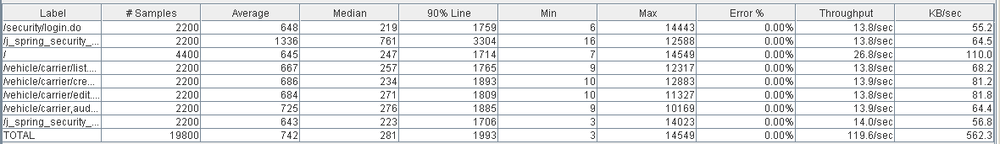 Label # Samples Average Median 90% Line Min Max Error % Throughput KB/sec
/security/login.do 2200 648 219 1759 6 14443 0.00% 13.8/sec 55.2
/j_spring_security_... 2200 1336 761 3304 16 12588 0.00% 13.8/sec 64.5
/ 4400 645 247 1714 7 14549 0.00% 26.8/sec 110.0
/vehicle/carrier/list.... 2200 667 257 1765 9 12317 0.00% 13.8/sec 68.2
/vehicle/carrier/cre... 2200 686 234 1893 10 12883 0.00% 13.9/sec 81.2
/vehicle/carrier/edit.... 2200 684 271 1809 10 11327 0.00% 13.9/sec 81.8
/vehicle/carrier,aud... 2200 725 276 1885 9 10169 0.00% 13.9/sec 64.4
/j_spring_security_... 2200 643 223 1706 3 14023 0.00% 14.0/sec 56.8
TOTAL 19800 742 281 1993 3 14549 0.00% 119.6/sec 562.3